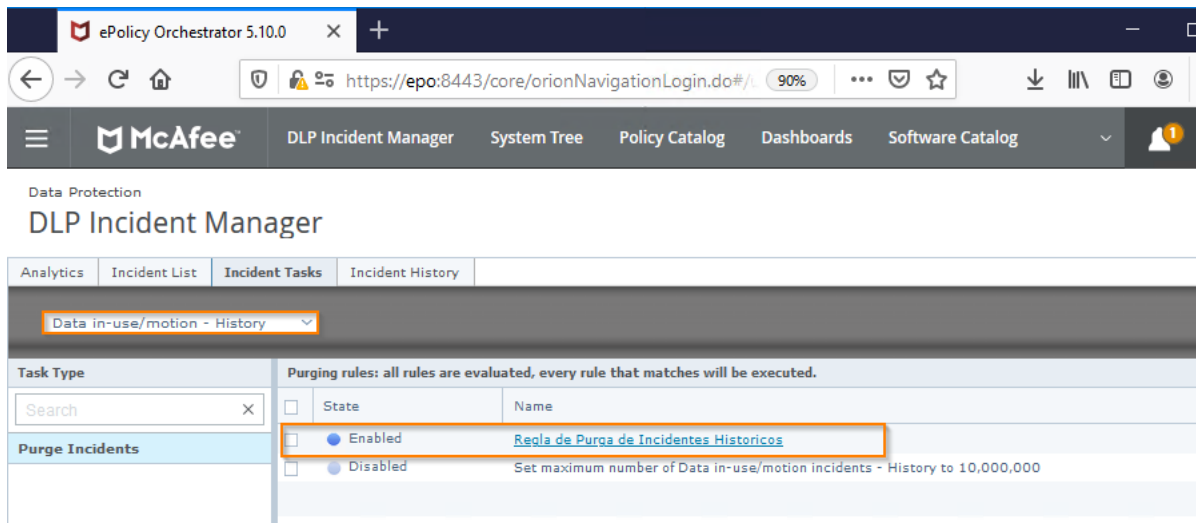 ePolicy Orchestrator 5.10.0
https://epo:8443/core/orionNavigationLogin.do#/ 90%
McAfee™ DLP Incident Manager System Tree Policy Catalog Dashboards Software Catalog 1
Data Protection
DLP Incident Manager
Analytics Incident List Incident Tasks Incident History
Data in-use/motion - History
Task Type Purging rules: all rules are evaluated, every rule that matches will be executed.
Search State Name
Enabled Regla de Purga de Incidentes Historicos
Purge Incidents
Disabled Set maximum number of Data in-use/motion incidents - History to 10,000,000